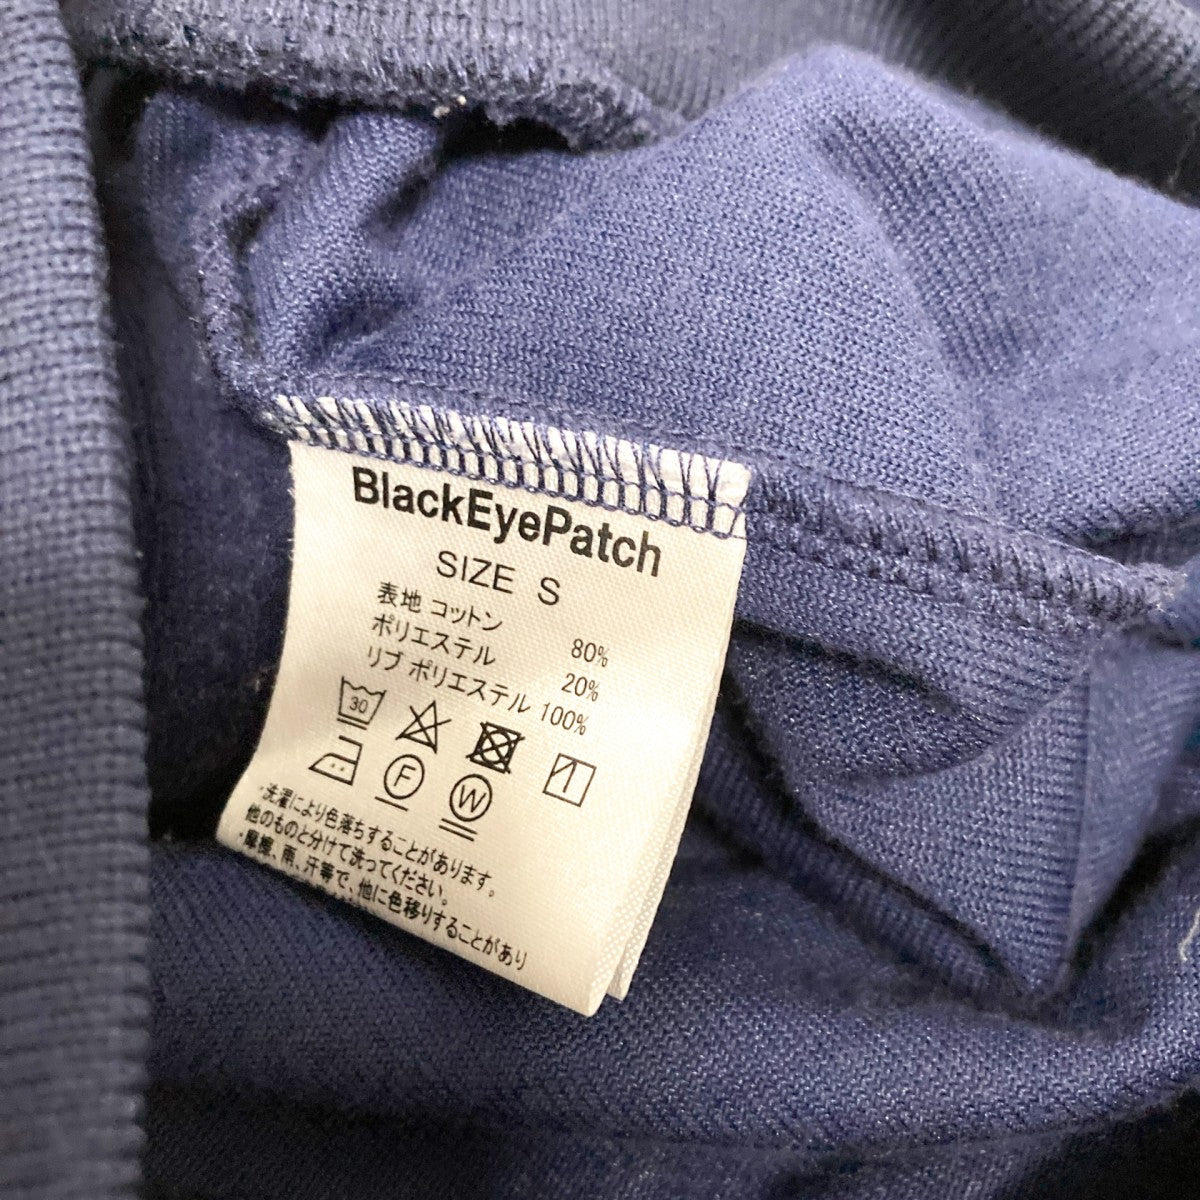 BlackEyePatch
SIZE S
表地 コットン 80%
ポリエステル 20%
リブ ポリエステル 100%
30
F
W
・洗濯により色落ちすることがあります。
他のものと分けて洗ってください。
・摩擦、雨、汗等で、他に色移りすることがあり